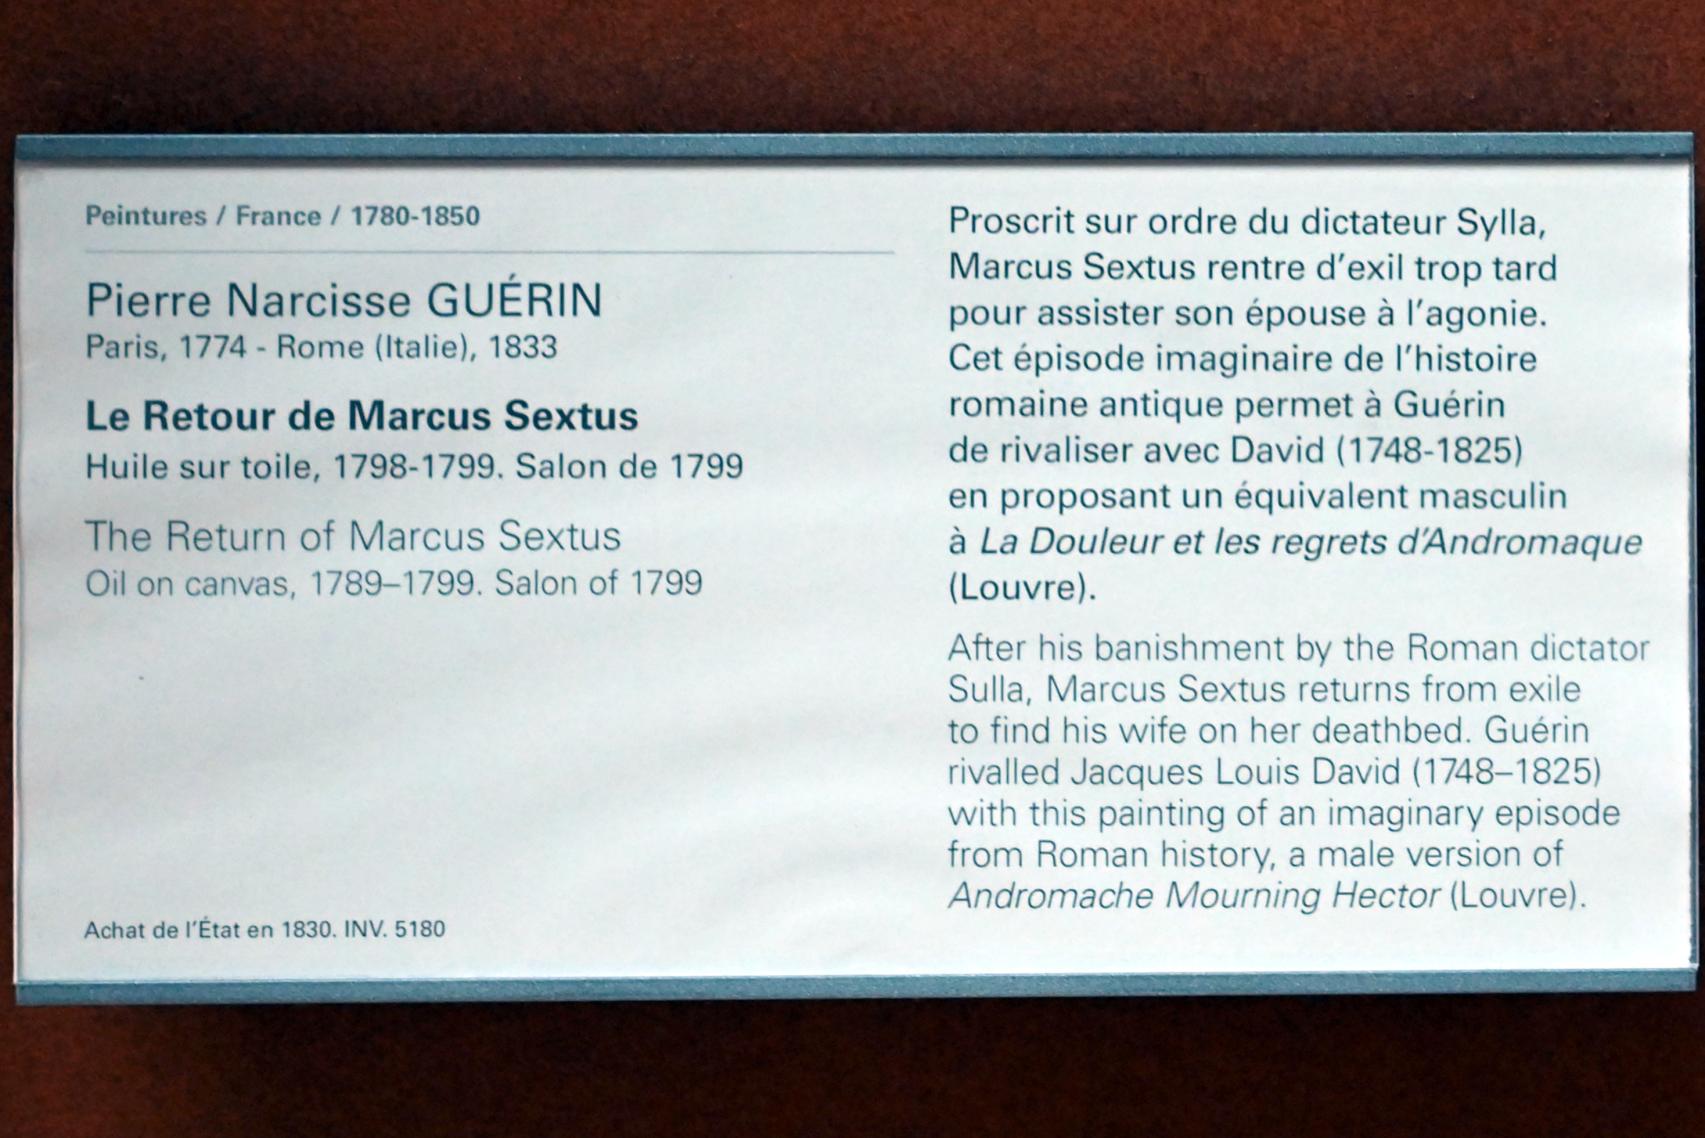 Peintures / France / 1780-1850
Pierre Narcisse GUÉRIN
Paris, 1774 - Rome (Italie), 1833
Le Retour de Marcus Sextus
Huile sur toile, 1798-1799. Salon de 1799
The Return of Marcus Sextus
Oil on canvas, 1789–1799. Salon of 1799
Achat de l'État en 1830. INV. 5180
Proscrit sur ordre du dictateur Sylla,
Marcus Sextus rentre d'exil trop tard
pour assister son épouse à l'agonie.
Cet épisode imaginaire de l'histoire
romaine antique permet à Guérin
de rivaliser avec David (1748-1825)
en proposant un équivalent masculin
à La Douleur et les regrets d'Andromaque
(Louvre).
After his banishment by the Roman dictator
Sulla, Marcus Sextus returns from exile
to find his wife on her deathbed. Guérin
rivalled Jacques Louis David (1748–1825)
with this painting of an imaginary episode
from Roman history, a male version of
Andromache Mourning Hector (Louvre).